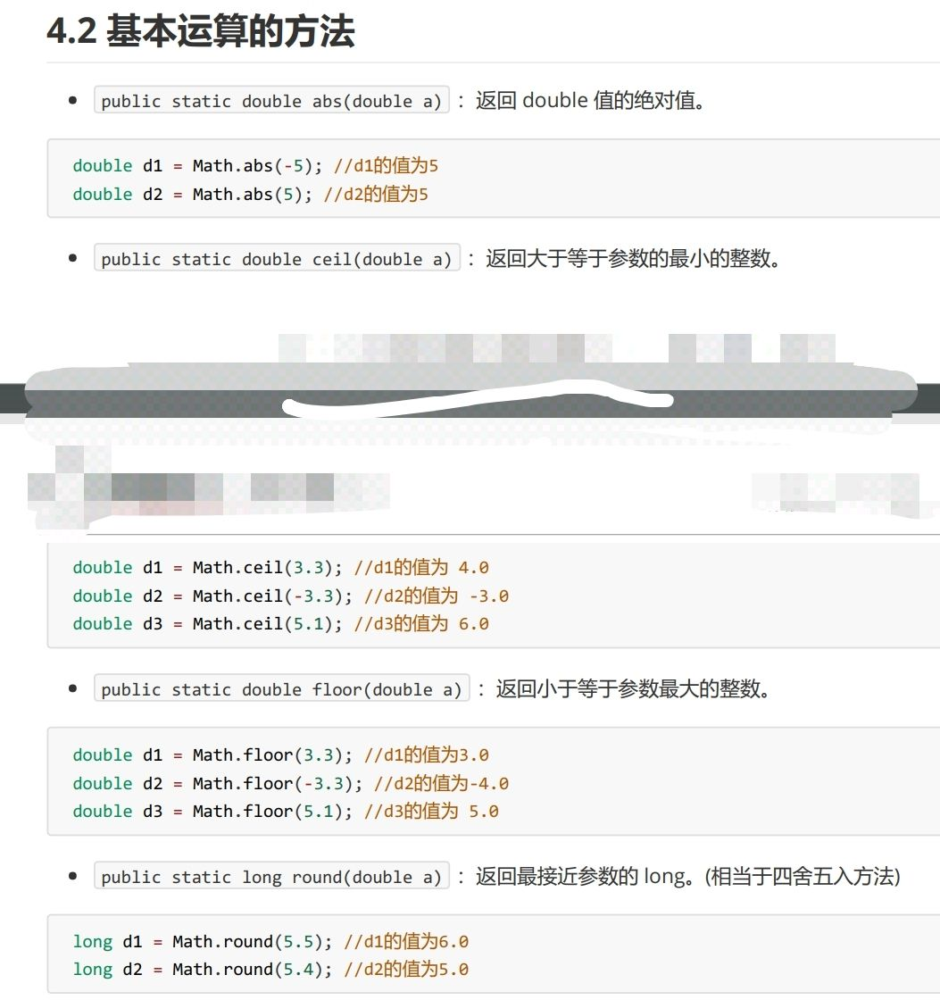 4.2 基本运算的方法
• public static double abs(double a) ：返回 double 值的绝对值。
double d1 = Math.abs(-5); //d1的值为5
double d2 = Math.abs(5); //d2的值为5
• public static double ceil(double a) ：返回大于等于参数的最小的整数。
double d1 = Math.ceil(3.3); //d1的值为 4.0
double d2 = Math.ceil(-3.3); //d2的值为 -3.0
double d3 = Math.ceil(5.1); //d3的值为 6.0
• public static double floor(double a) ：返回小于等于参数最大的整数。
double d1 = Math.floor(3.3); //d1的值为3.0
double d2 = Math.floor(-3.3); //d2的值为-4.0
double d3 = Math.floor(5.1); //d3的值为 5.0
• public static long round(double a) ：返回最接近参数的 long。(相当于四舍五入方法)
long d1 = Math.round(5.5); //d1的值为6.0
long d2 = Math.round(5.4); //d2的值为5.0